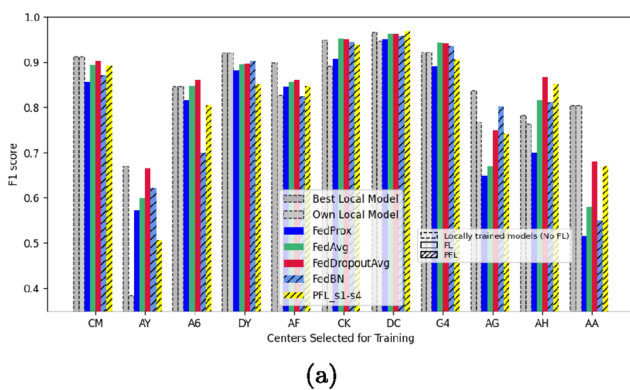 1.0
0.9
0.8
0.7
0.6
0.5
0.4
F1 score
Best Local Model
Own Local Model
FedProx
FedAvg
FedDropoutAvg
FedBN
PFL_s1-s4
Locally trained models (No FL)
FL
PFL
CM AY A6 DY AF CK DC G4 AG AH AA
Centers Selected for Training
(a)